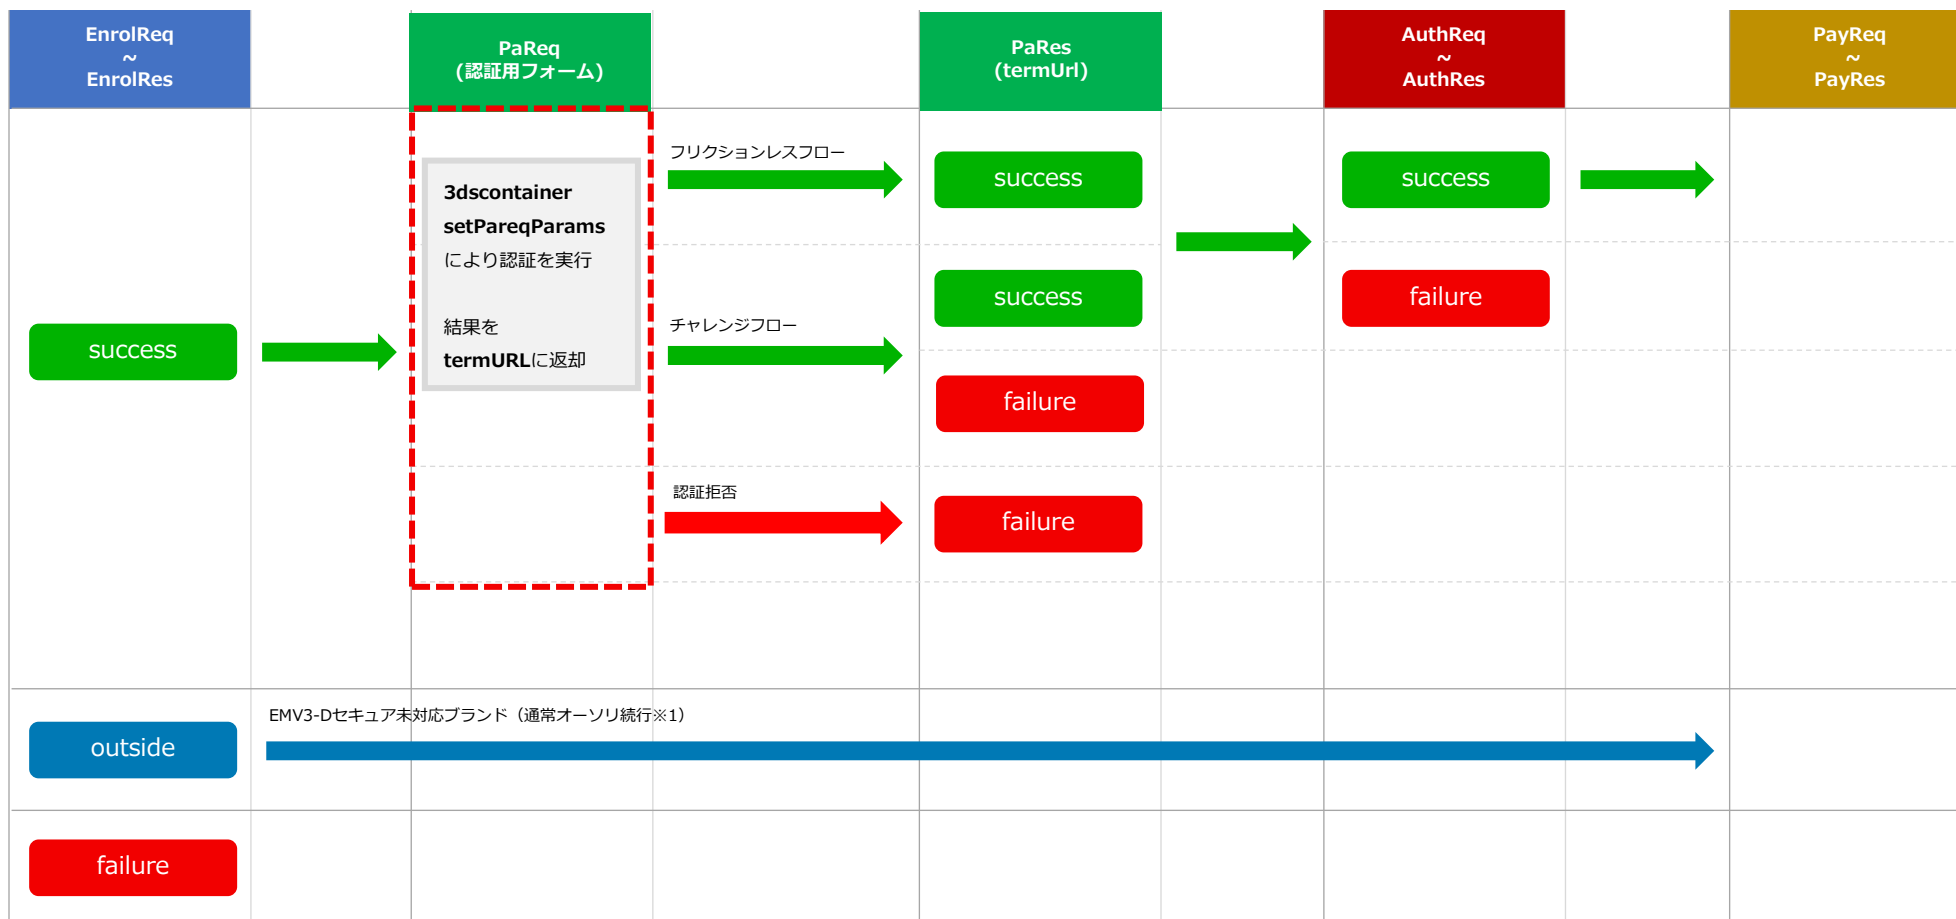 EnrolReq
~
EnrolRes
PaReq
(認証用フォーム)
PaRes
(termUrl)
AuthReq
~
AuthRes
PayReq
~
PayRes
3dscontainer
setPareqParams
により認証を実行
結果を
termURLに返却
フリクションレスフロー
success
success
success
チャレンジフロー
failure
success
failure
認証拒否
failure
EMV3-Dセキュア未対応ブランド（通常オーソリ続行※1）
outside
failure